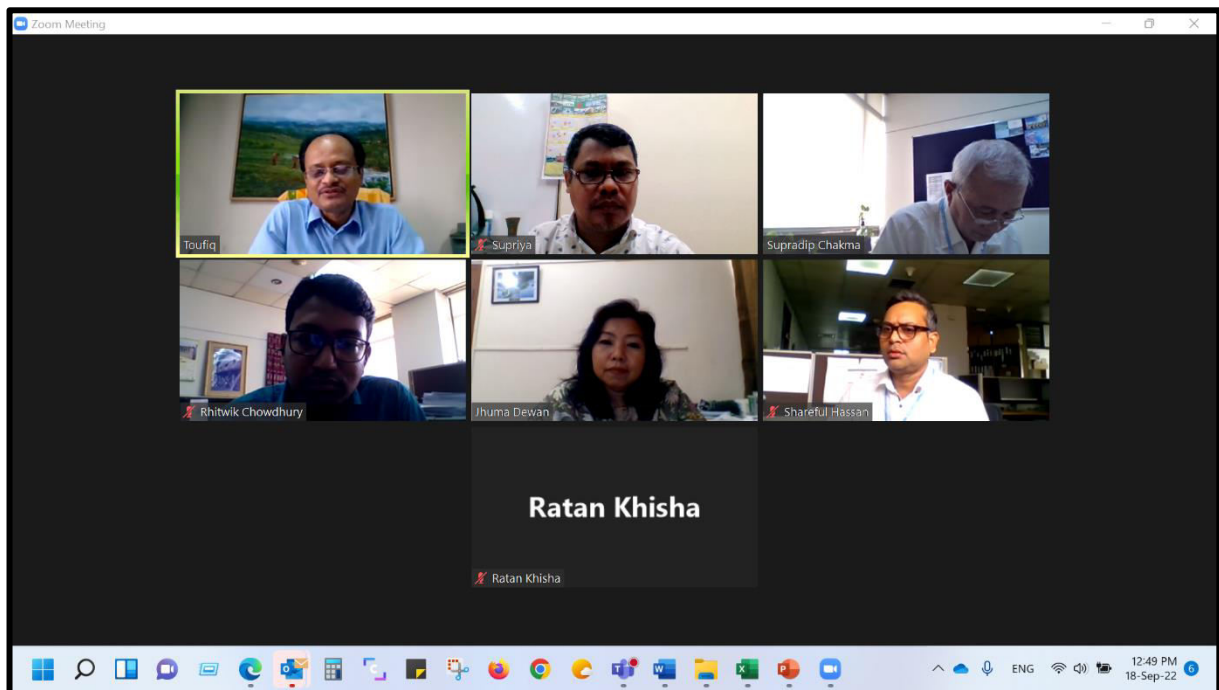 Zoom Meeting
Toufiq
Supriya
Supradip Chakma
Rhitwik Chowdhury
Jhuma Dewan
Shareful Hassan
Ratan Khisha
Ratan Khisha
ENG
12:49 PM
18-Sep-22
6